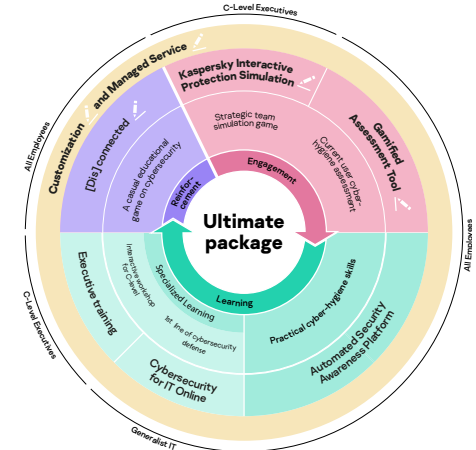 C-Level Executives
Customization and Managed Service
Kaspersky Interactive
Protection Simulation
Strategic team
simulation game
Gamified
Assessment Tool
Current user cyber-
hygiene assessment
All Employees
[Dis]connected
A casual educational
game on cybersecurity
Reinfor-
cement
Engagement
Ultimate
package
All Employees
Learning
Specialized Learning
Interactive workshop
for C-level
Executive training
C-Level Executives
1st line of cybersecurity
defense
Cybersecurity
for IT Online
Generalist IT
Practical cyber-hygiene skills
Automated Security
Awareness Platform